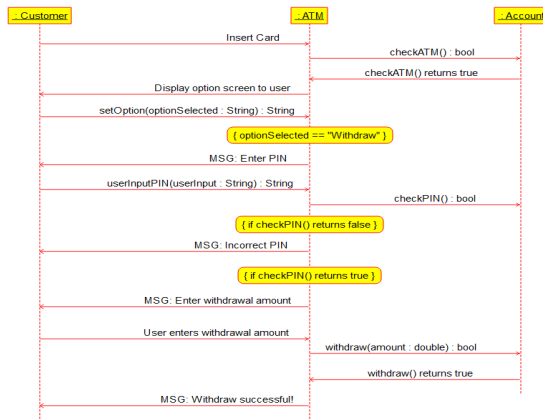 : Customer
: ATM
: Account
Insert Card
checkATM() : bool
checkATM() returns true
Display option screen to user
setOption(optionSelected : String) : String
{ optionSelected == "Withdraw" }
MSG: Enter PIN
userInputPIN(userInput : String) : String
checkPIN() : bool
{ if checkPIN() returns false }
MSG: Incorrect PIN
{ if checkPIN() returns true }
MSG: Enter withdrawal amount
User enters withdrawal amount
withdraw(amount : double) : bool
withdraw() returns true
MSG: Withdraw successful!